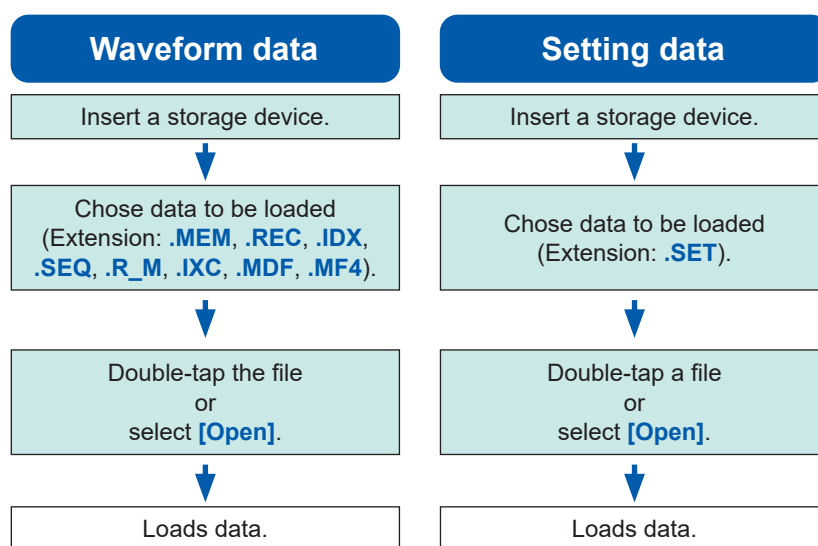 Waveform data
Insert a storage device.
Chose data to be loaded
(Extension: .MEM, .REC, .IDX,
.SEQ, .R_M, .IXC, .MDF, .MF4).
Double-tap the file
or
select [Open].
Loads data.
Setting data
Insert a storage device.
Chose data to be loaded
(Extension: .SET).
Double-tap a file
or
select [Open].
Loads data.